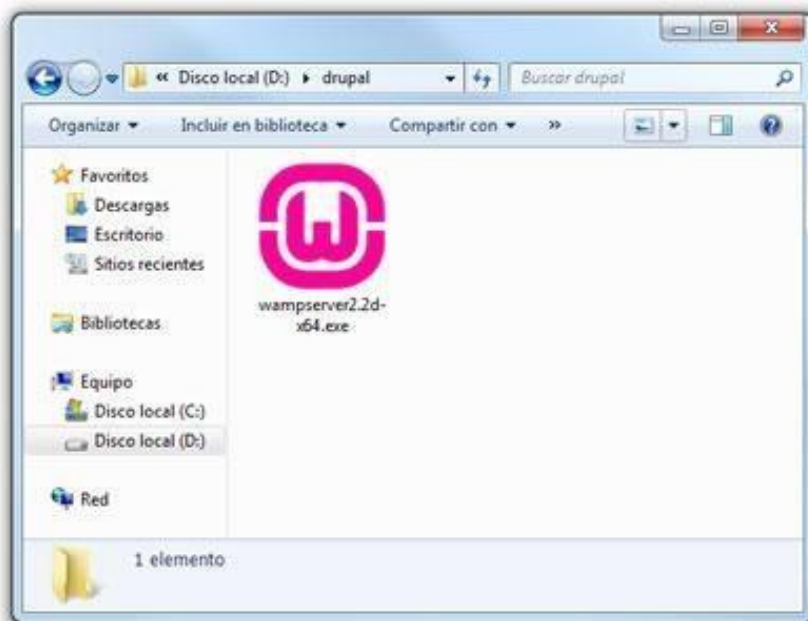 « Disco local (D:) ▸ drupal
Buscar drupal
Organizar ▾ Incluir en biblioteca ▾ Compartir con ▾ »
Favoritos
Descargas
Escritorio
Sitios recientes
Bibliotecas
Equipo
Disco local (C:)
Disco local (D:)
Red
wampserver2.2d-
x64.exe
1 elemento